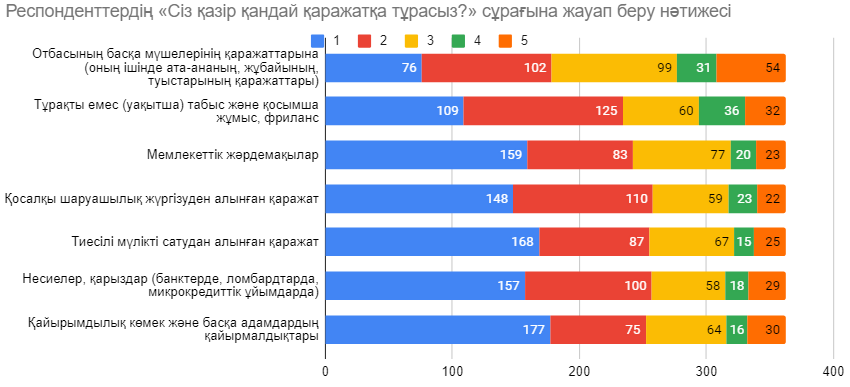 Респонденттердің «Сіз қазір қандай қаражатқа тұрасыз?» сұрағына жауап беру нәтижесі
1 2 3 4 5
Отбасының басқа мүшелерінің қаражаттарына
(оның ішінде ата-ананың, жұбайының,
туыстарының қаражаттары)
76 102 99 31 54
Тұрақты емес (уақытша) табыс және қосымша
жұмыс, фриланс
109 125 60 36 32
Мемлекеттік жәрдемақылар
159 83 77 20 23
Қосалқы шаруашылық жүргізуден алынған қаражат
148 110 59 23 22
Тиесілі мүлікті сатудан алынған қаражат
168 87 67 15 25
Несиелер, қарыздар (банктерде, ломбардтарда,
микрокредиттік ұйымдарда)
157 100 58 18 29
Қайырымдылық көмек және басқа адамдардың
қайырмалдықтары
177 75 64 16 30
0 100 200 300 400